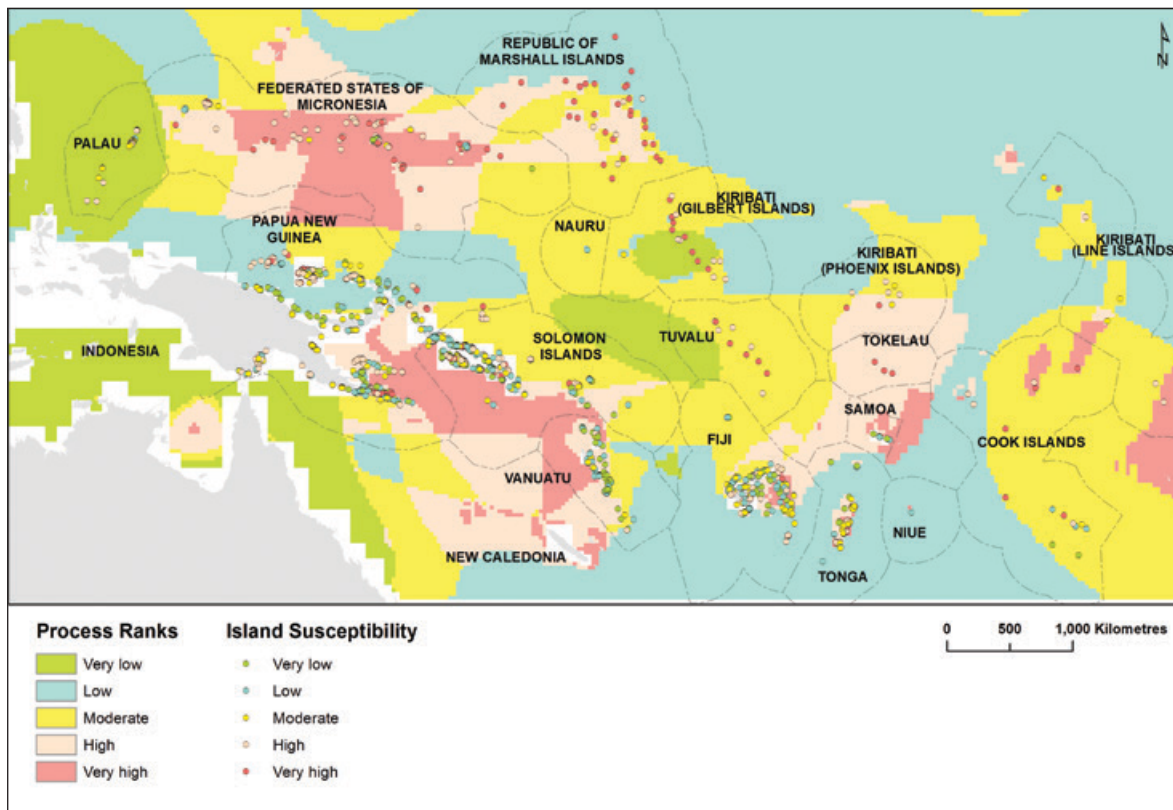 N
REPUBLIC OF
MARSHALL ISLANDS
FEDERATED STATES OF
MICRONESIA
PALAU
KIRIBATI
(GILBERT ISLANDS)
PAPUA NEW
GUINEA
NAURU
KIRIBATI
(LINE ISLANDS)
KIRIBATI
(PHOENIX ISLANDS)
INDONESIA
SOLOMON
ISLANDS
TUVALU
TOKELAU
SAMOA
FIJI
COOK ISLANDS
VANUATU
NIUE
NEW CALEDONIA
TONGA
Process Ranks
Very low
Low
Moderate
High
Very high
Island Susceptibility
Very low
Low
Moderate
High
Very high
0 500 1,000 Kilometres